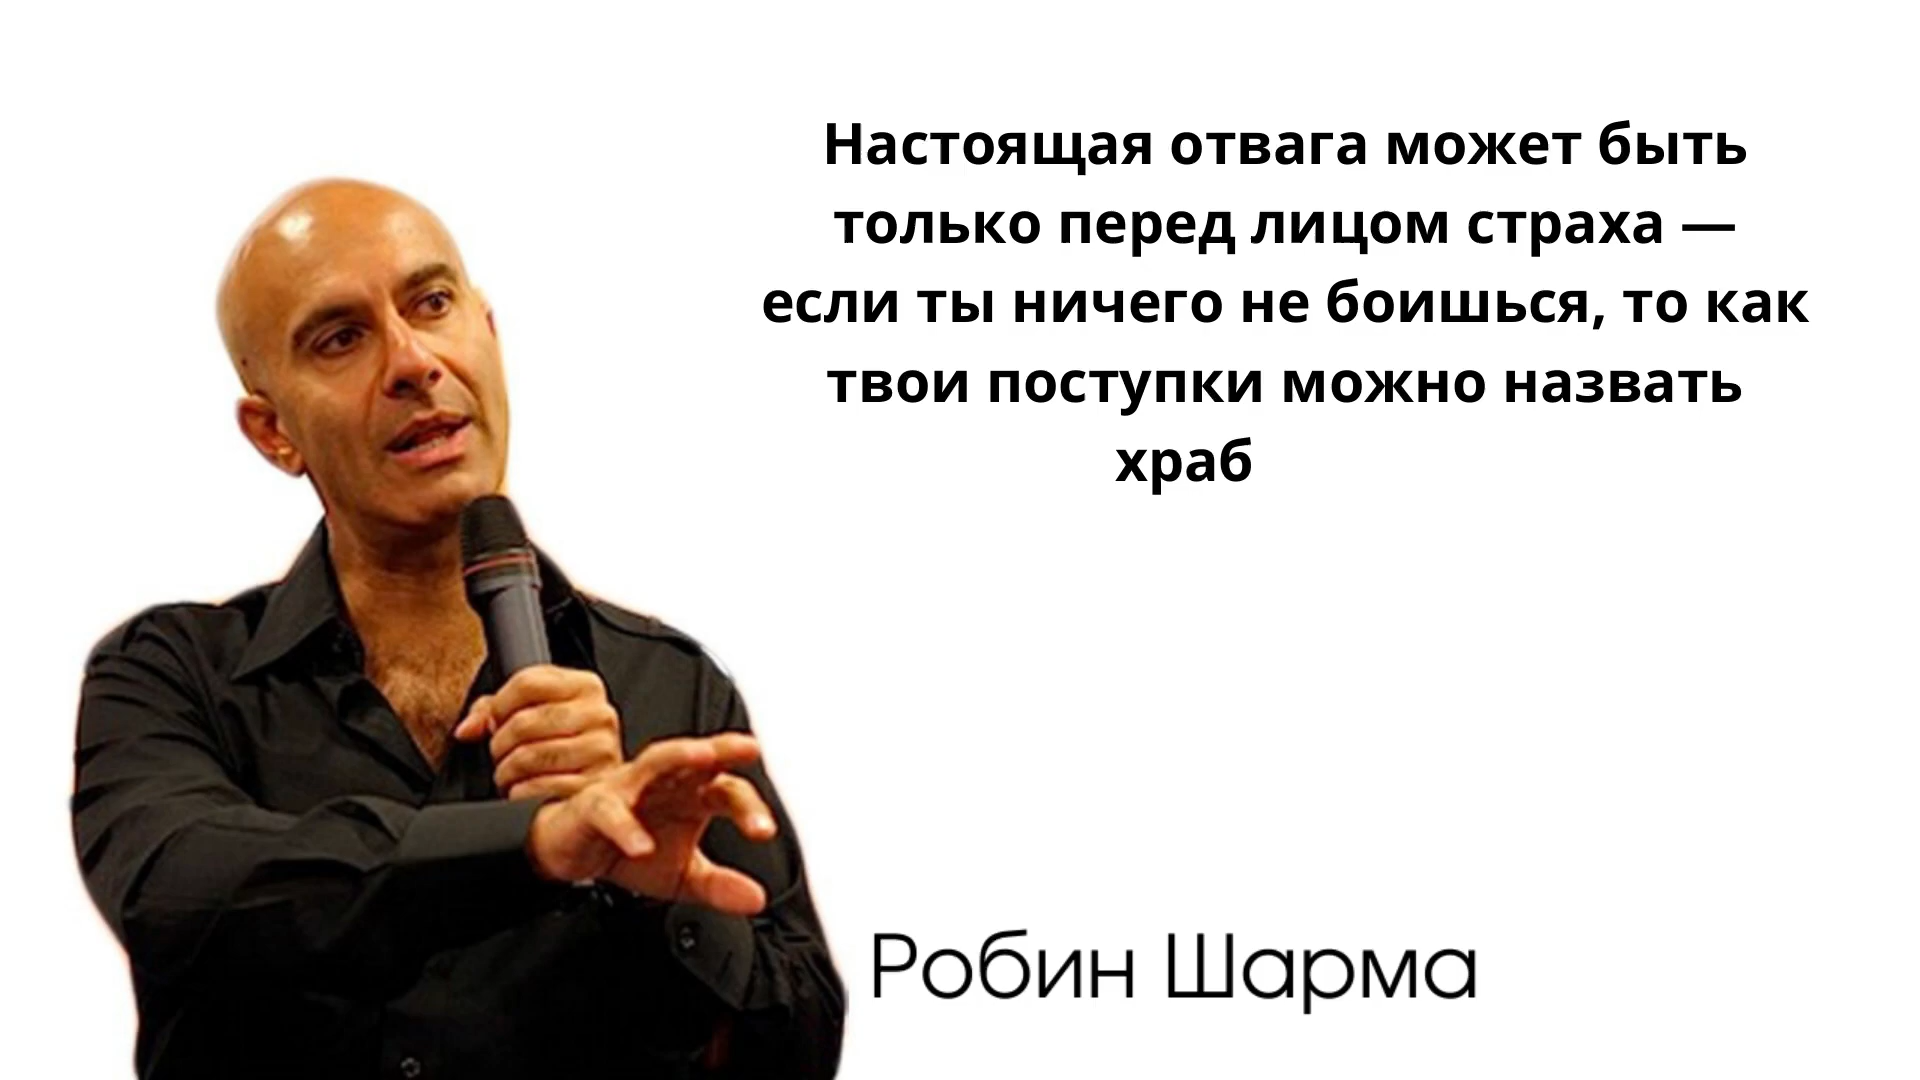 Настоящая отвага может быть
только перед лицом страха —
если ты ничего не боишься, то как
твои поступки можно назвать
храб
Робин Шарма